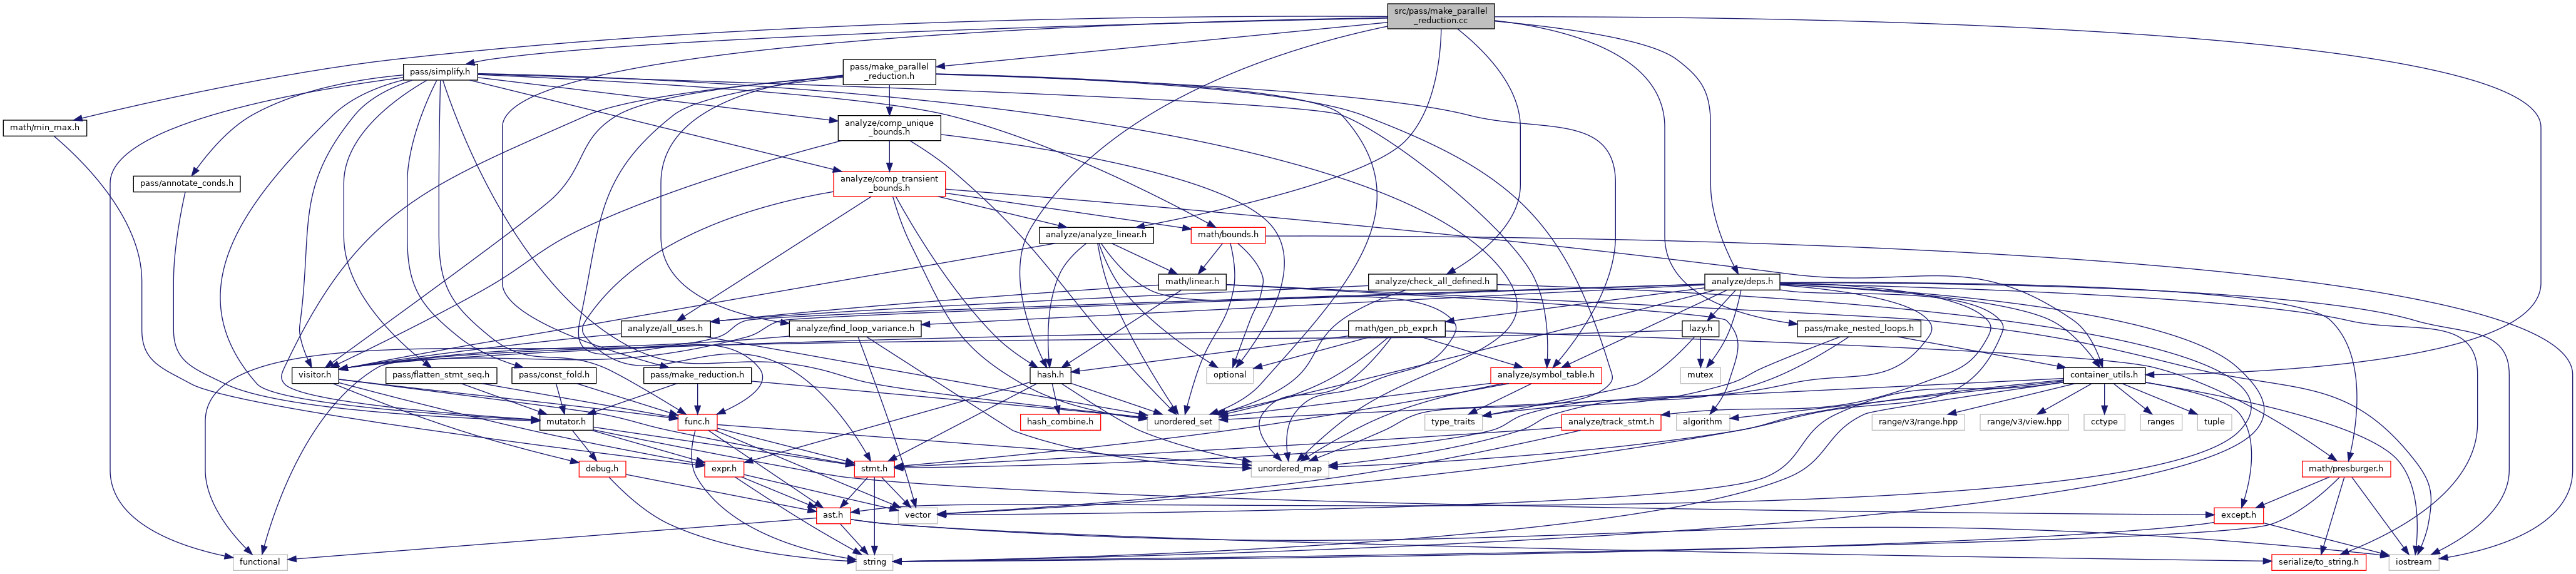 src/pass/make_parallel
_reduction.cc
pass/simplify.h
pass/make_parallel
_reduction.h
math/min_max.h
analyze/comp_unique
_bounds.h
pass/annotate_conds.h
analyze/comp_transient
_bounds.h
analyze/analyze_linear.h
math/bounds.h
math/linear.h
analyze/check_all_defined.h
analyze/deps.h
analyze/all_uses.h
analyze/find_loop_variance.h
math/gen_pb_expr.h
lazy.h
pass/make_nested_loops.h
visitor.h
pass/flatten_stmt_seq.h
pass/const_fold.h
pass/make_reduction.h
hash.h
optional
analyze/symbol_table.h
mutex
container_utils.h
mutator.h
func.h
hash_combine.h
unordered_set
type_traits
analyze/track_stmt.h
algorithm
range/v3/range.hpp
range/v3/view.hpp
cctype
ranges
tuple
debug.h
expr.h
stmt.h
unordered_map
math/presburger.h
ast.h
vector
except.h
functional
string
serialize/to_string.h
iostream